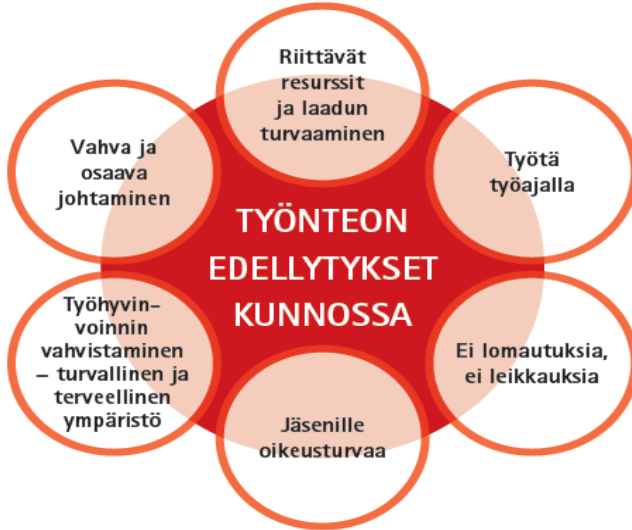 Riittävät
resurssit
ja laadun
turvaaminen
Vahva ja
osaava
johtaminen
Työtä
työajalla
TYÖNTEON
EDELLYTYKSET
KUNNOSSA
Työhyvin–
voinnin
vahvistaminen
– turvallinen ja
terveellinen
ympäristö
Ei lomautuksia,
ei leikkauksia
Jäsenille
oikeusturvaa